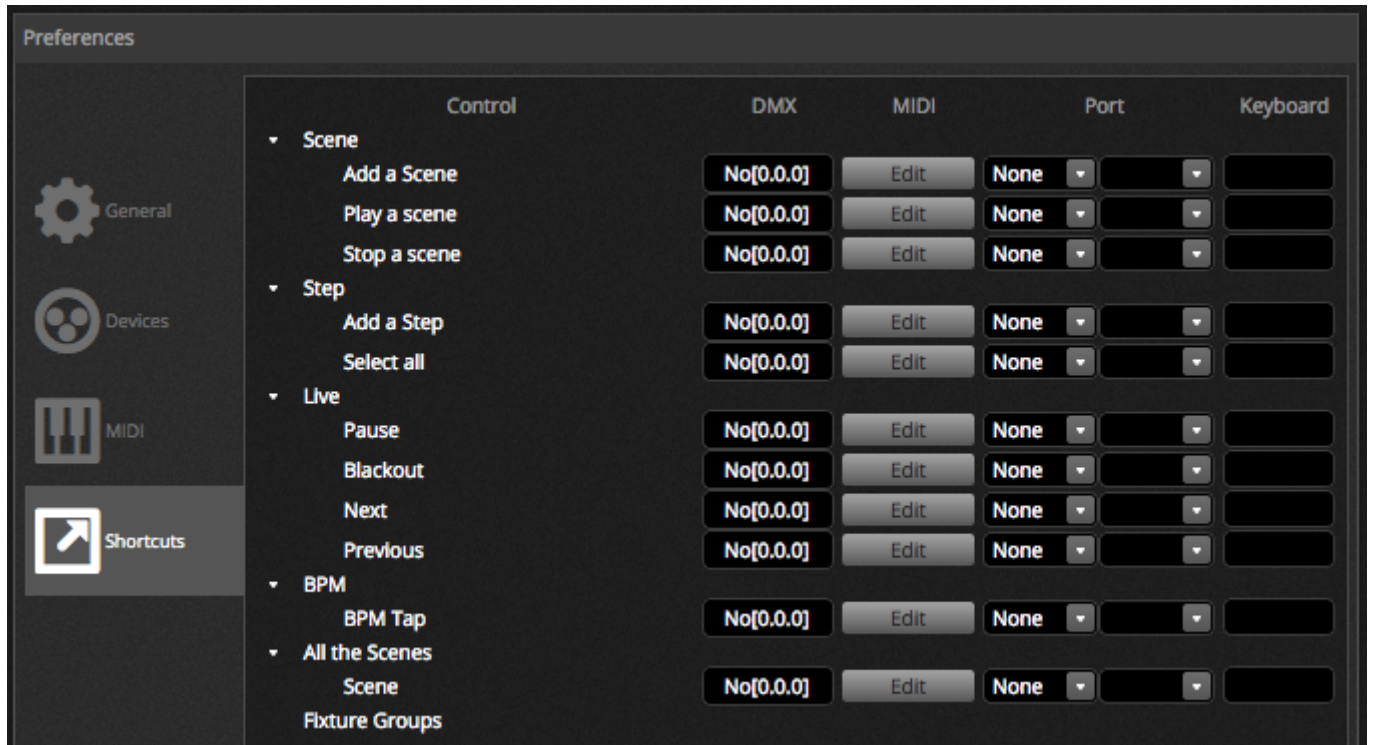 Preferences
Control DMX MIDI Port Keyboard
Scene
Add a Scene No[0.0.0] Edit None
General
Play a scene No[0.0.0] Edit None
Stop a scene No[0.0.0] Edit None
Step
Devices
Add a Step No[0.0.0] Edit None
Select all No[0.0.0] Edit None
Live
MIDI
Pause No[0.0.0] Edit None
Blackout No[0.0.0] Edit None
Next No[0.0.0] Edit None
Shortcuts
Previous No[0.0.0] Edit None
BPM
BPM Tap No[0.0.0] Edit None
All the Scenes
Scene No[0.0.0] Edit None
Fixture Groups